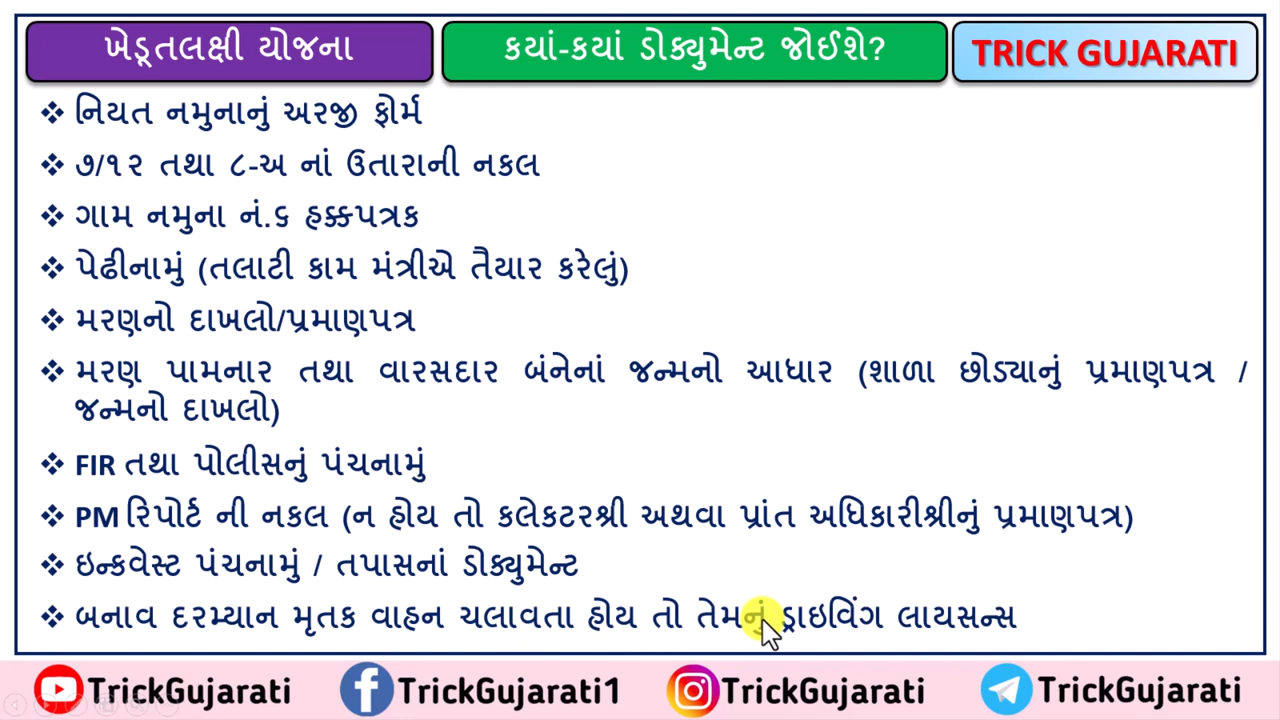 ખેડૂતલક્ષી યોજના
કયાં-કયાં ડોક્યુમેન્ટ જોઈશે?
TRICK GUJARATI
❖ નિયત નમુનાનું અરજી ફોર્મ
❖ ૭/૧૨ તથા ૮-અ નાં ઉતારાની નકલ
❖ ગામ નમુના નં.૬ હક્કપત્રક
❖ પેઢીનામું (તલાટી કામ મંત્રીએ તૈયાર કરેલું)
❖ મરણનો દાખલો/પ્રમાણપત્ર
❖ મરણ પામનાર તથા વારસદાર બંનેનાં જન્મનો આધાર (શાળા છોડ્યાનું પ્રમાણપત્ર /
જન્મનો દાખલો)
❖ FIR તથા પોલીસનું પંચનામું
❖ PM રિપોર્ટ ની નકલ (ન હોય તો કલેકટરશ્રી અથવા પ્રાંત અધિકારીશ્રીનું પ્રમાણપત્ર)
❖ ઇન્ક્વેસ્ટ પંચનામું / તપાસનાં ડોક્યુમેન્ટ
❖ બનાવ દરમ્યાન મૃતક વાહન ચલાવતા હોય તો તેમનું ડ્રાઇવિંગ લાયસન્સ
TrickGujarati
TrickGujarati1
TrickGujarati
TrickGujarati